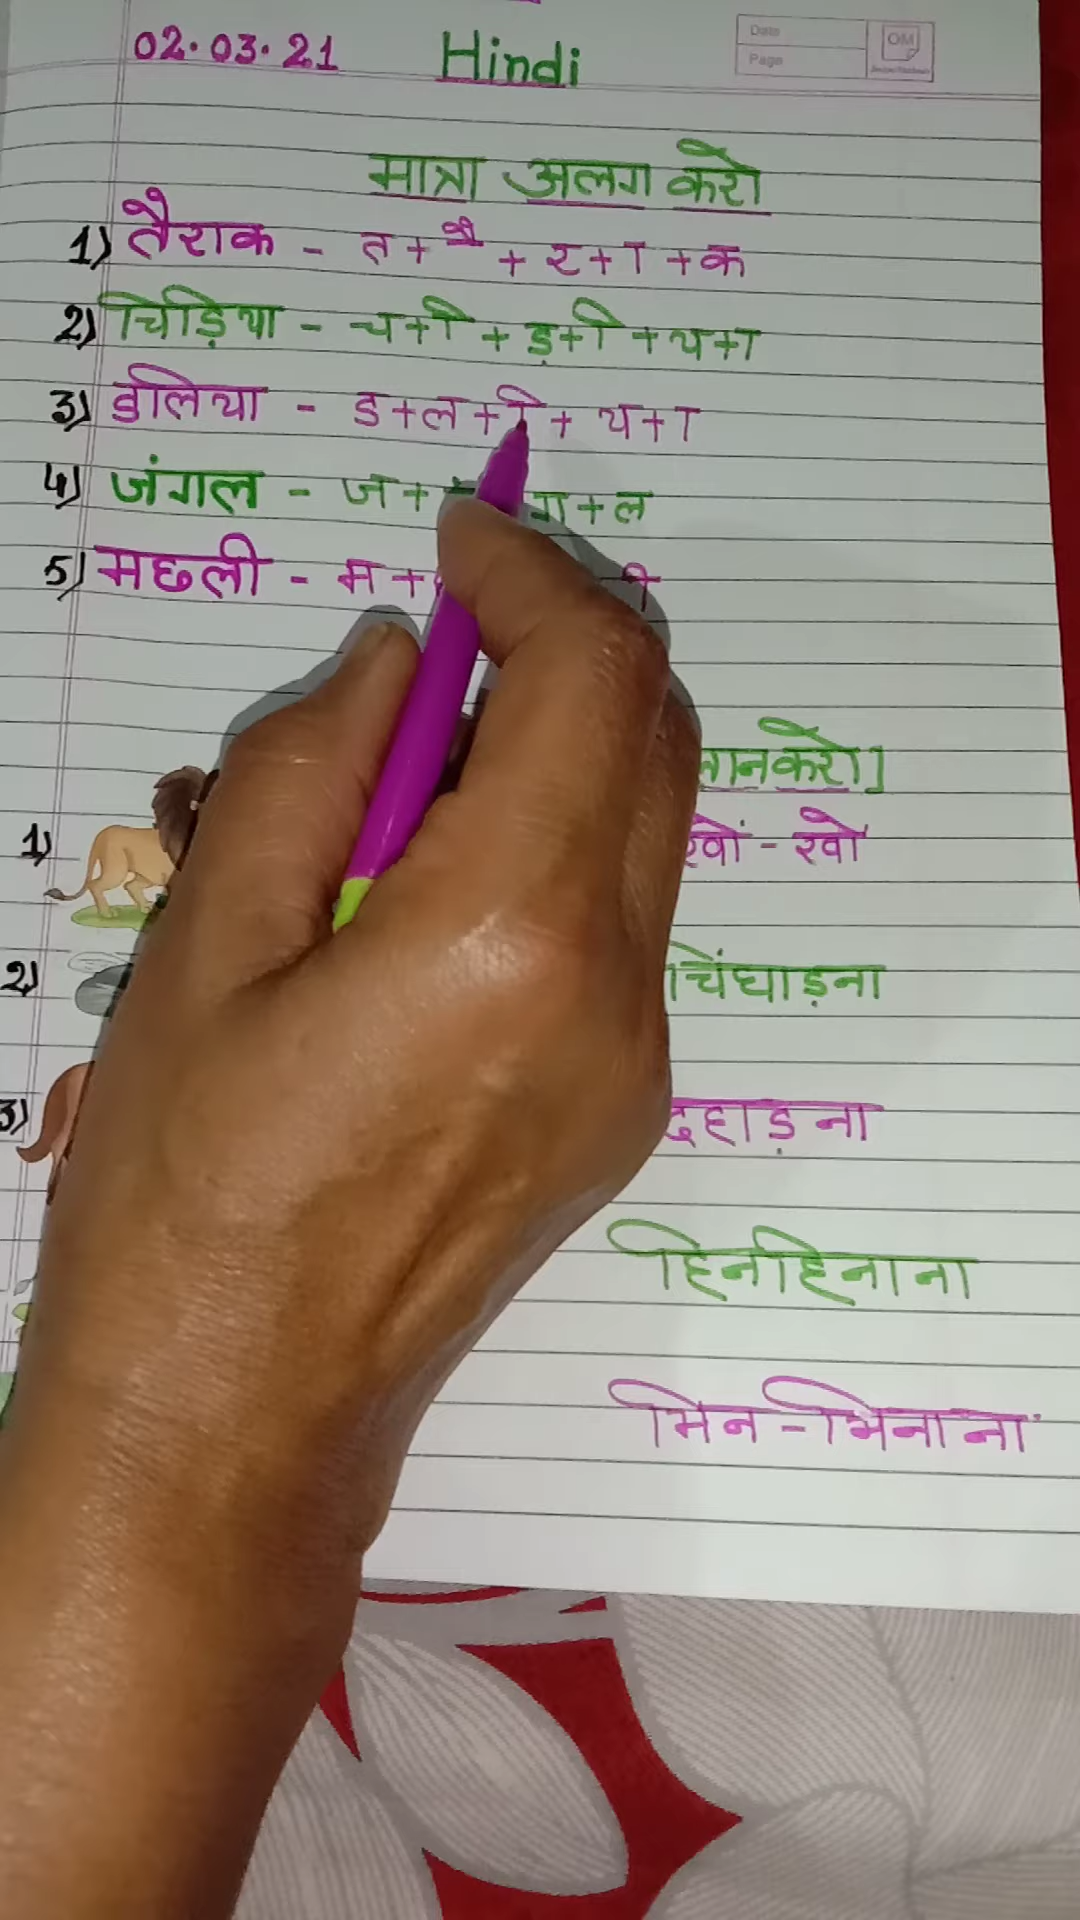 02.03.21 Hindi
Date
Page
OM
मात्रा अलग करो
1) तैराक - त + ै + र + ा + क
2) चिड़िया - च + ि + ड़ + ि + य + ा
3) डलिया - ड + ल + ि + य + ा
4) जंगल - ज + ग + ल
5) मछली - म + ी
करो]
1) खों - खो
2) चिंघाड़ना
3) दहाड़ना
हिनहिनाना
भिन - भिनाना